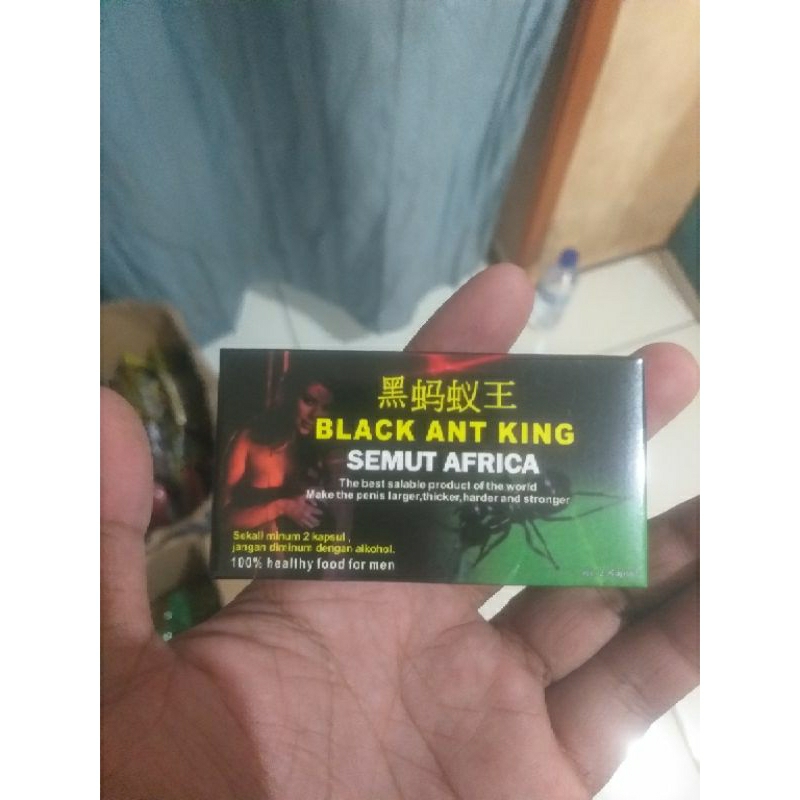 黑蚂蚁王
BLACK ANT KING
SEMUT AFRICA
The best salable product of the world
Make the penis larger,thicker,harder and stronger
Sekali minum 2 kapsul ,
jangan diminum dengan alkohol.
100% healthy food for men